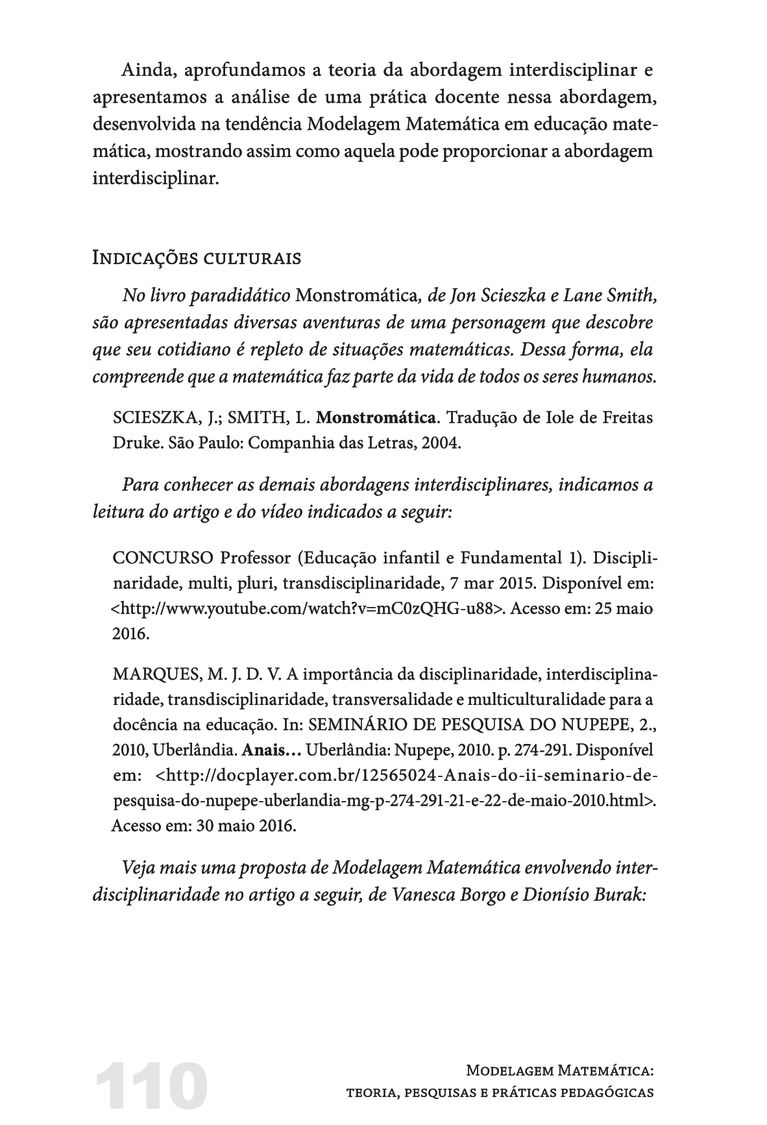 Ainda, aprofundamos a teoria da abordagem interdisciplinar e
apresentamos a análise de uma prática docente nessa abordagem,
desenvolvida na tendência Modelagem Matemática em educação mate-
mática, mostrando assim como aquela pode proporcionar a abordagem
interdisciplinar.
Indicações culturais
No livro paradidático Monstromática, de Jon Scieszka e Lane Smith,
são apresentadas diversas aventuras de uma personagem que descobre
que seu cotidiano é repleto de situações matemáticas. Dessa forma, ela
compreende que a matemática faz parte da vida de todos os seres humanos.
SCIESZKA, J.; SMITH, L. Monstromática. Tradução de Iole de Freitas
Druke. São Paulo: Companhia das Letras, 2004.
Para conhecer as demais abordagens interdisciplinares, indicamos a
leitura do artigo e do vídeo indicados a seguir:
CONCURSO Professor (Educação infantil e Fundamental 1). Discipli-
naridade, multi, pluri, transdisciplinaridade, 7 mar 2015. Disponível em:
<http://www.youtube.com/watch?v=mC0zQHG-u88>. Acesso em: 25 maio
2016.
MARQUES, M. J. D. V. A importância da disciplinaridade, interdisciplina-
ridade, transdisciplinaridade, transversalidade e multiculturalidade para a
docência na educação. In: SEMINÁRIO DE PESQUISA DO NUPEPE, 2.,
2010, Uberlândia. Anais… Uberlândia: Nupepe, 2010. p. 274-291. Disponível
em: <http://docplayer.com.br/12565024-Anais-do-ii-seminario-de-
pesquisa-do-nupepe-uberlandia-mg-p-274-291-21-e-22-de-maio-2010.html>.
Acesso em: 30 maio 2016.
Veja mais uma proposta de Modelagem Matemática envolvendo inter-
disciplinaridade no artigo a seguir, de Vanesca Borgo e Dionísio Burak:
110
Modelagem Matemática:
teoria, pesquisas e práticas pedagógicas